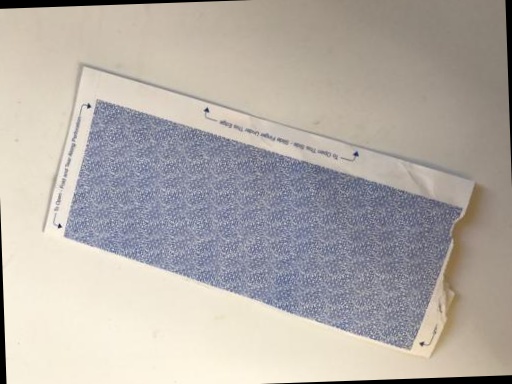 To Open This Side - Slide Finger Under This Edge
To Open - Fold and Tear Along Perforation